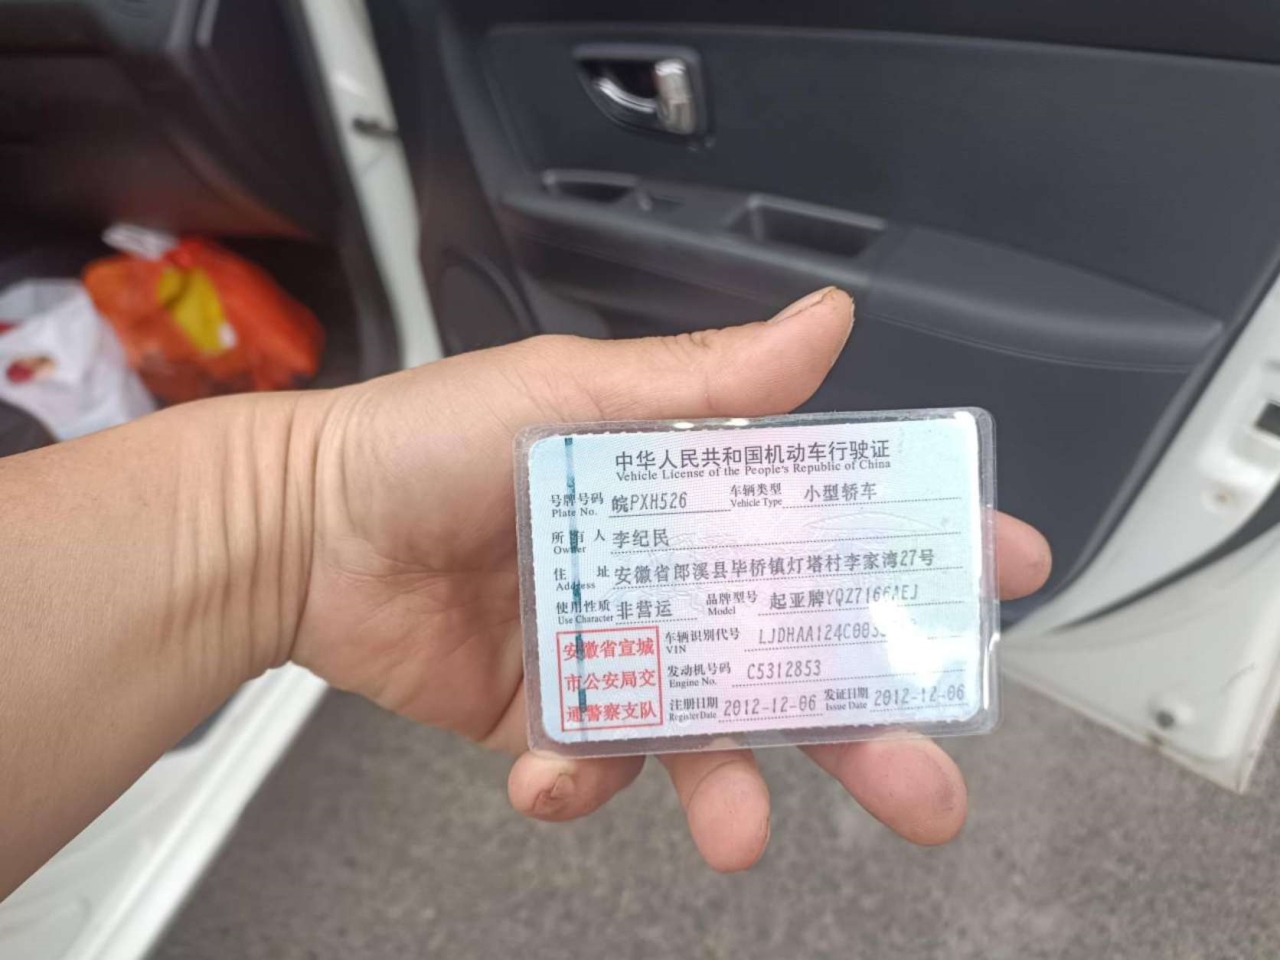 中华人民共和国机动车行驶证
Vehicle License of the People's Republic of China
号牌号码 皖PXH526 车辆类型 小型轿车
Plate No. Vehicle Type
所有人 李纪民
Owner
住址 安徽省郎溪县毕桥镇灯塔村李家湾27号
Address
使用性质 非营运 品牌型号 起亚牌YQZ7166AEJ
Use Character Model
安徽省宣城
市公安局交
通警察支队
车辆识别代号 LJDHAA124C003
VIN
发动机号码 C5312853
Engine No.
注册日期 2012-12-06 发证日期 2012-12-06
Register Date Issue Date